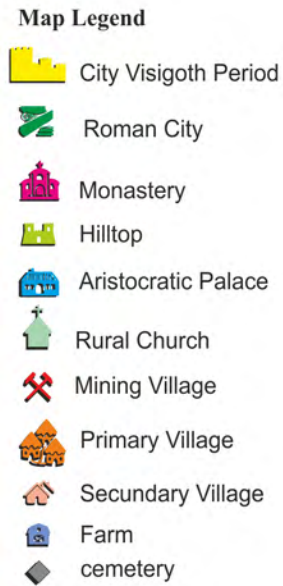 Map Legend
City Visigoth Period
Roman City
Monastery
Hilltop
Aristocratic Palace
Rural Church
Mining Village
Primary Village
Secundary Village
Farm
cemetery